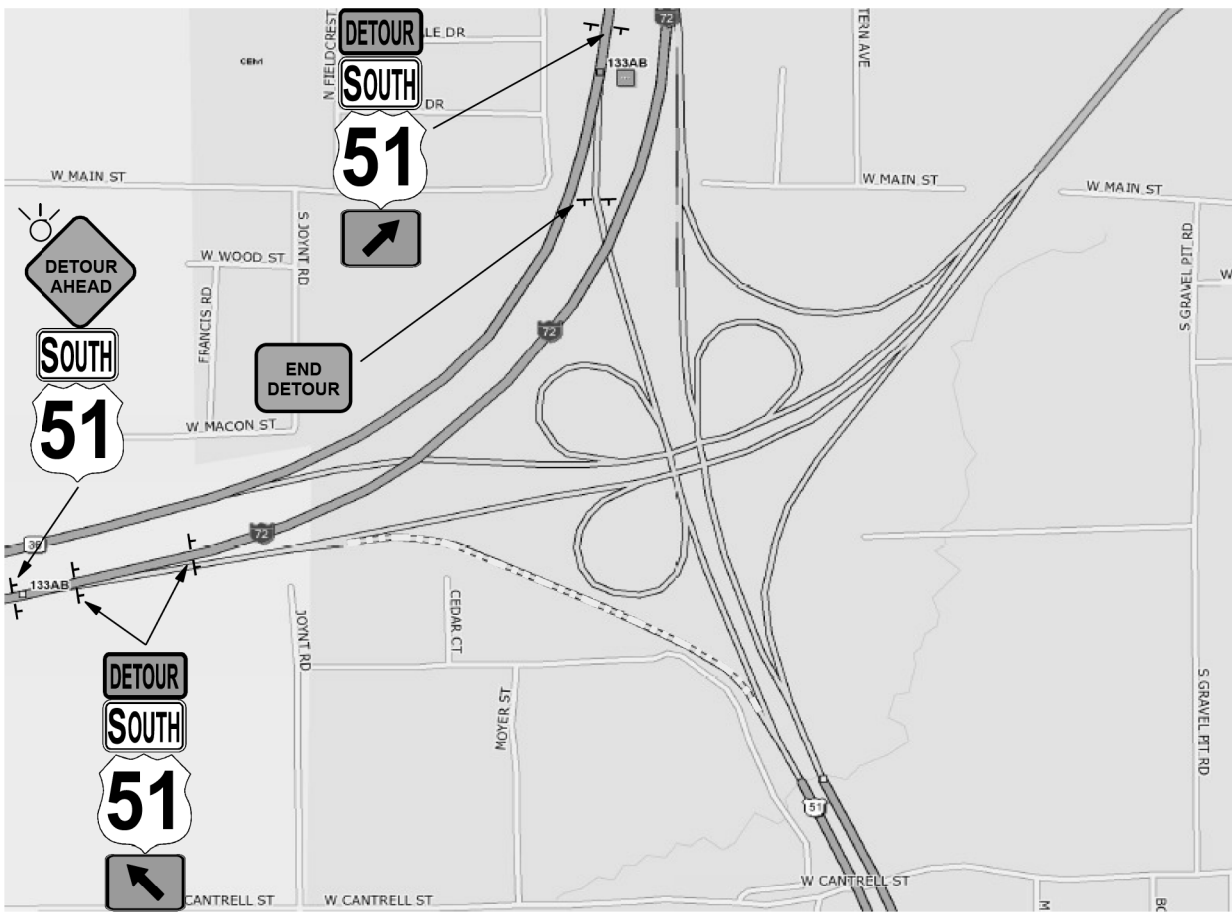 DETOUR
SOUTH
51
N FIELDCREST
LE DR
DR
72
133AB
TERN AVE
W MAIN ST
W MAIN ST
W MAIN ST
DETOUR
AHEAD
SOUTH
51
S JOYNT RD
W WOOD ST
FRANCIS RD
W MACON ST
END
DETOUR
72
S GRAVEL PIT RD
W
36
72
133AB
JOYNT RD
CEDAR CT
MOYER ST
DETOUR
SOUTH
51
S GRAVEL PIT RD
51
CANTRELL ST
W CANTRELL ST
W CANTRELL ST
M
BO